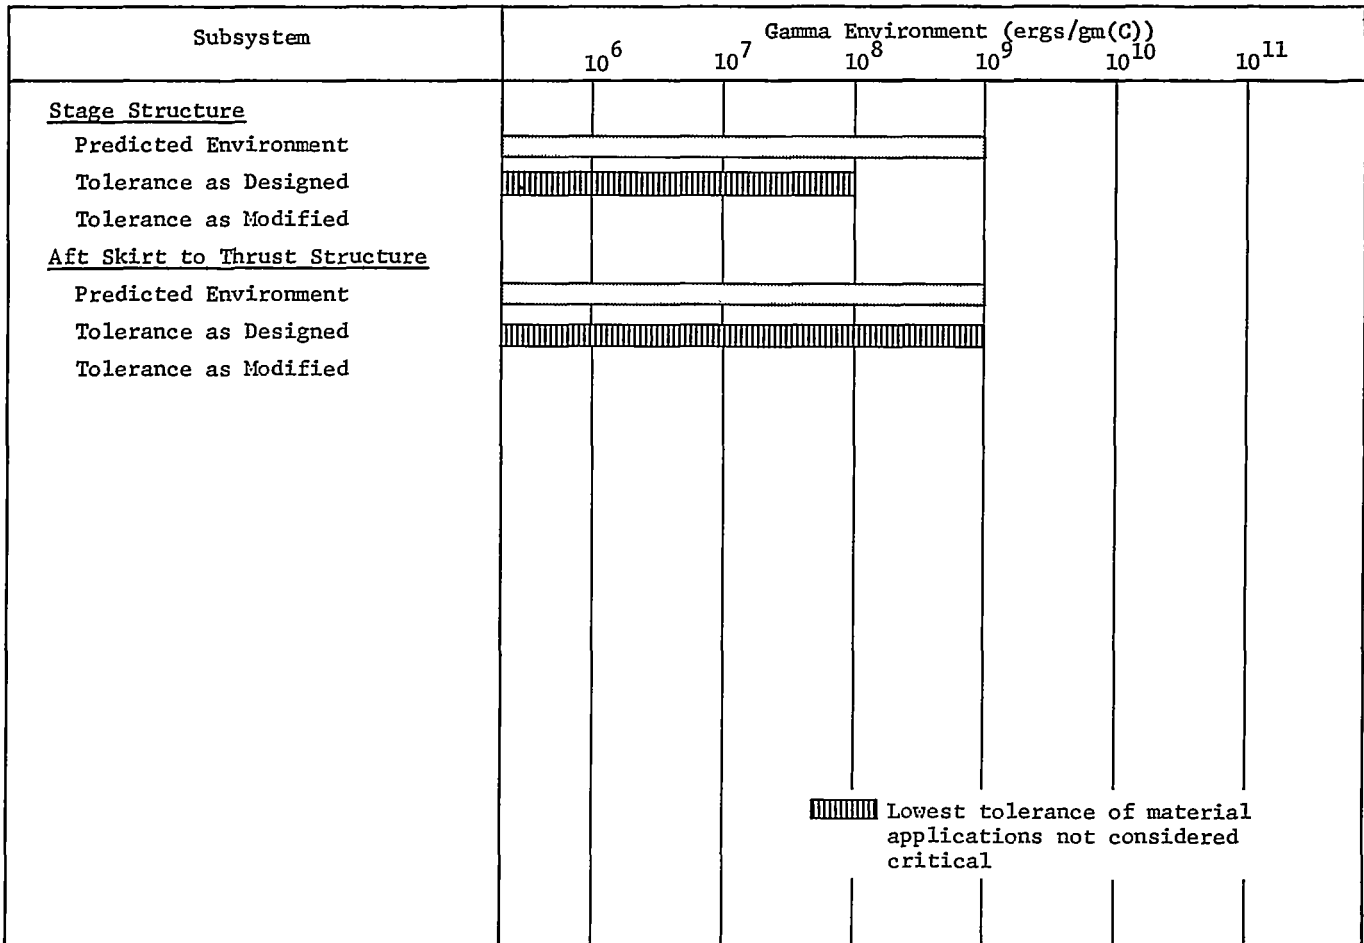 Subsystem
Gamma Environment (ergs/gm(C))
10^6 10^7 10^8 10^9 10^10 10^11
Stage Structure
Predicted Environment
Tolerance as Designed
Tolerance as Modified
Aft Skirt to Thrust Structure
Predicted Environment
Tolerance as Designed
Tolerance as Modified
Lowest tolerance of material
applications not considered
critical